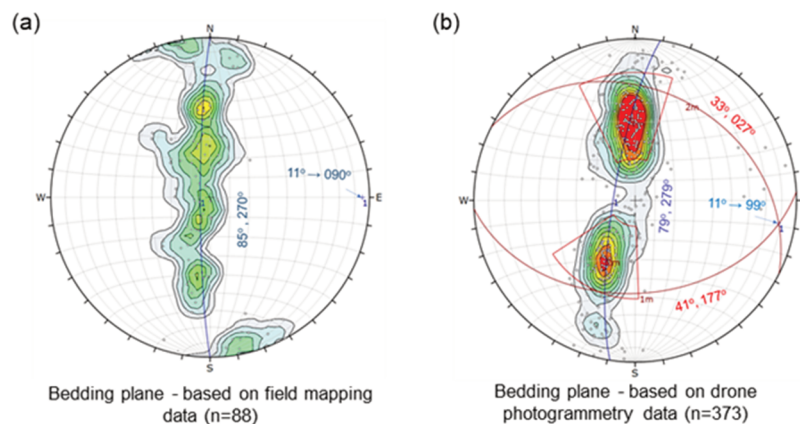 (a)
(b)
N
N
2m
33°, 027°
11° → 090°
W
E
1
85°, 270°
W
79°, 279°
11° → 99°
1
1m
41°, 177°
S
S
Bedding plane - based on field mapping
data (n=88)
Bedding plane - based on drone
photogrammetry data (n=373)